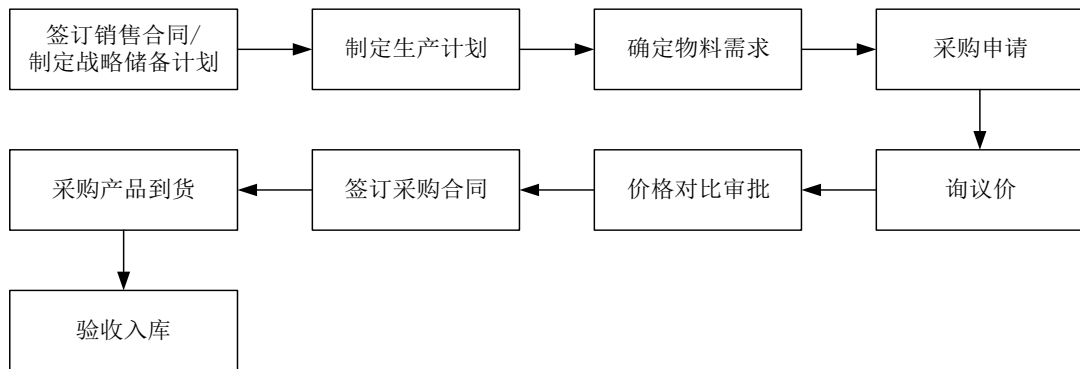 签订销售合同/
制定战略储备计划
制定生产计划
确定物料需求
采购申请
询议价
价格对比审批
签订采购合同
采购产品到货
验收入库